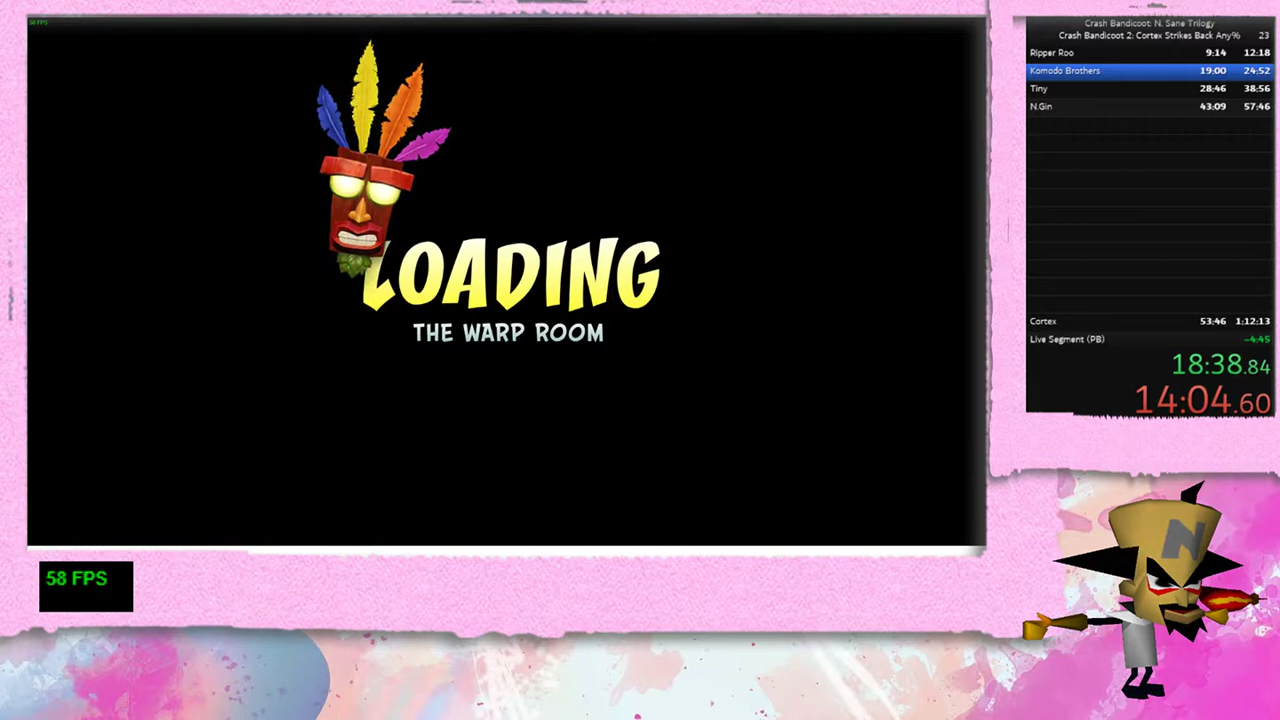 58 FPS
LOADING
THE WARP ROOM
58 FPS
Crash Bandicoot: N. Sane Trilogy
Crash Bandicoot 2: Cortex Strikes Back Any% 23
Ripper Roo 9:14 12:18
Komodo Brothers 19:00 24:52
Tiny 28:46 38:56
N.Gin 43:09 57:46
Cortex 53:46 1:12:13
Live Segment (PB) -4:45
18:38.84
14:04.60
N